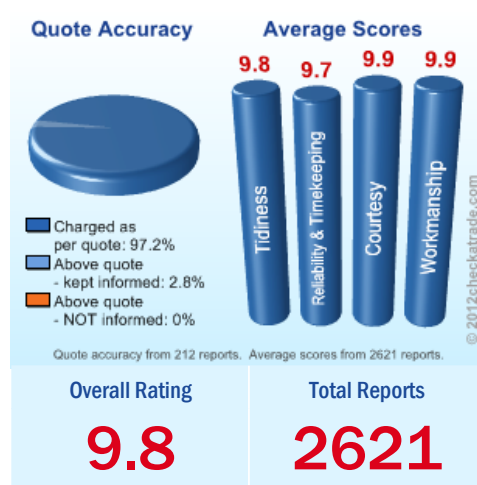 Quote Accuracy
Average Scores
9.8
9.7
9.9
9.9
Tidiness
Reliability & Timekeeping
Courtesy
Workmanship
Charged as
per quote: 97.2%
Above quote
- kept informed: 2.8%
Above quote
- NOT informed: 0%
© 2012checkatrade.com
Quote accuracy from 212 reports. Average scores from 2621 reports.
Overall Rating
9.8
Total Reports
2621